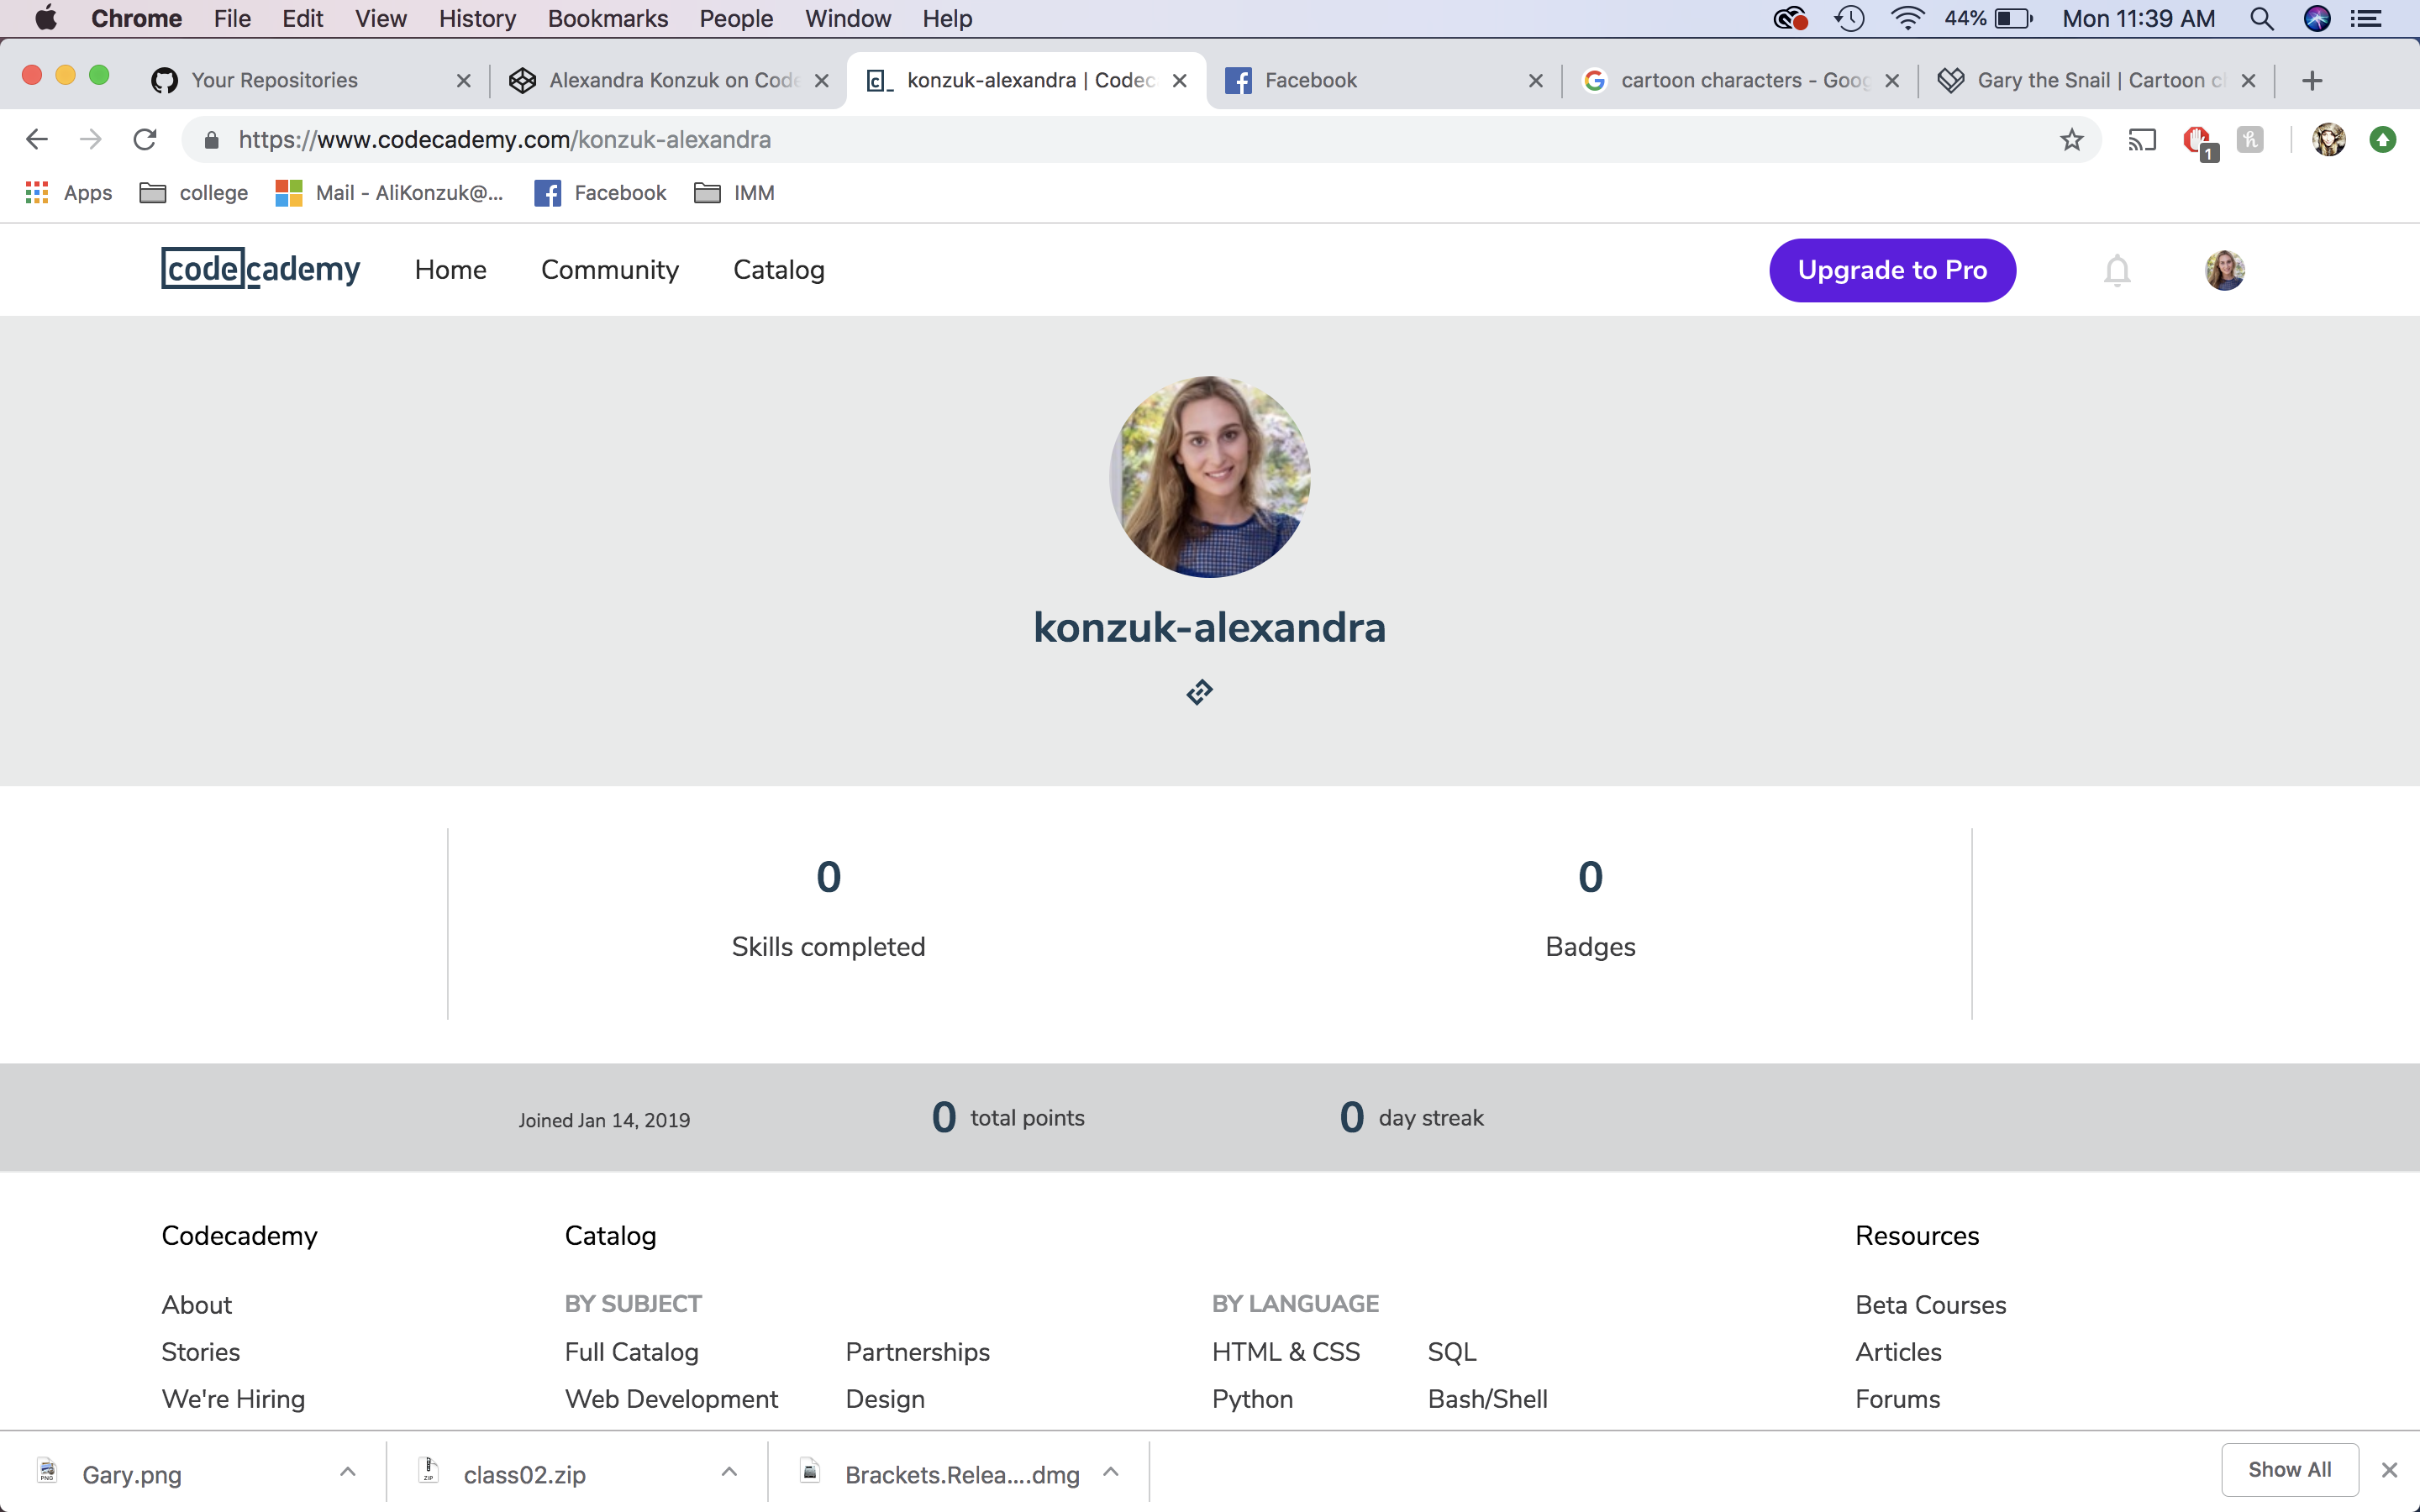 Chrome File Edit View History Bookmarks People Window Help 44% Mon 11:39 AM
Your Repositories Alexandra Konzuk on Code konzuk-alexandra | Codec Facebook cartoon characters - Goog Gary the Snail | Cartoon c
https://www.codecademy.com/konzuk-alexandra 1
Apps college Mail - AliKonzuk@... Facebook IMM
codecademy Home Community Catalog Upgrade to Pro
konzuk-alexandra
0 0
Skills completed Badges
Joined Jan 14, 2019 0 total points 0 day streak
Codecademy Catalog Resources
About BY SUBJECT BY LANGUAGE Beta Courses
Stories Full Catalog Partnerships HTML & CSS SQL Articles
We're Hiring Web Development Design Python Bash/Shell Forums
Gary.png class02.zip Brackets.Relea....dmg Show All